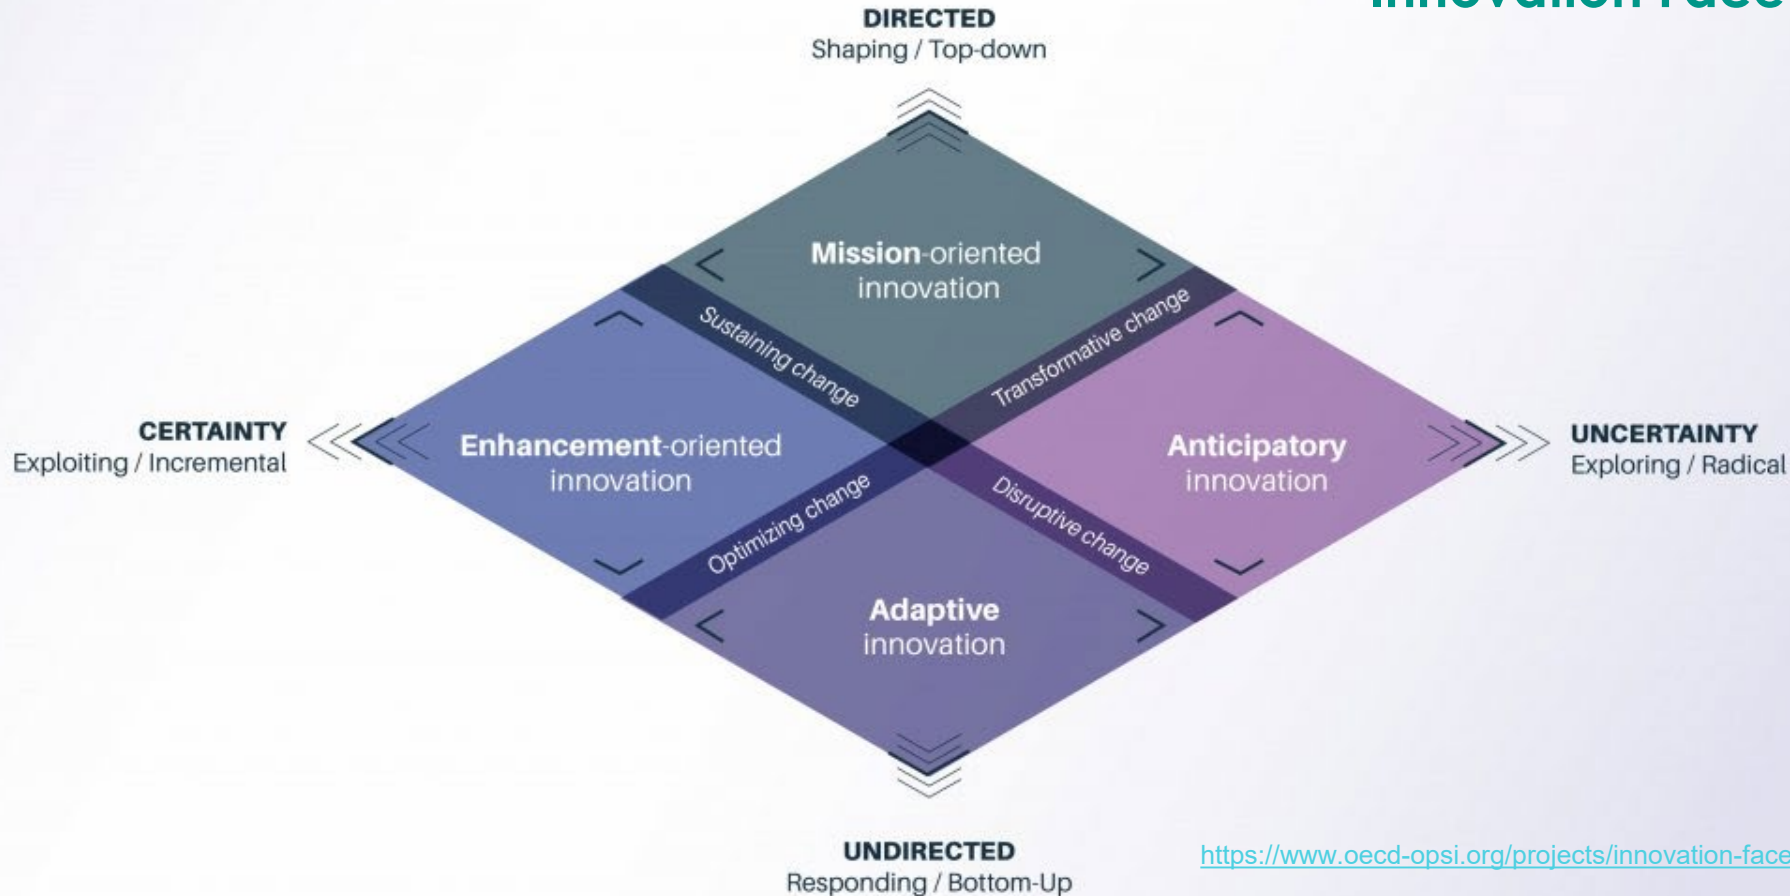 DIRECTED
Shaping / Top-down
Mission-oriented
innovation
Sustaining change
Transformative change
CERTAINTY
Exploiting / Incremental
Enhancement-oriented
innovation
Anticipatory
innovation
UNCERTAINTY
Exploring / Radical
Optimizing change
Disruptive change
Adaptive
innovation
UNDIRECTED
Responding / Bottom-Up
https://www.oecd-opsi.org/projects/innovation-face